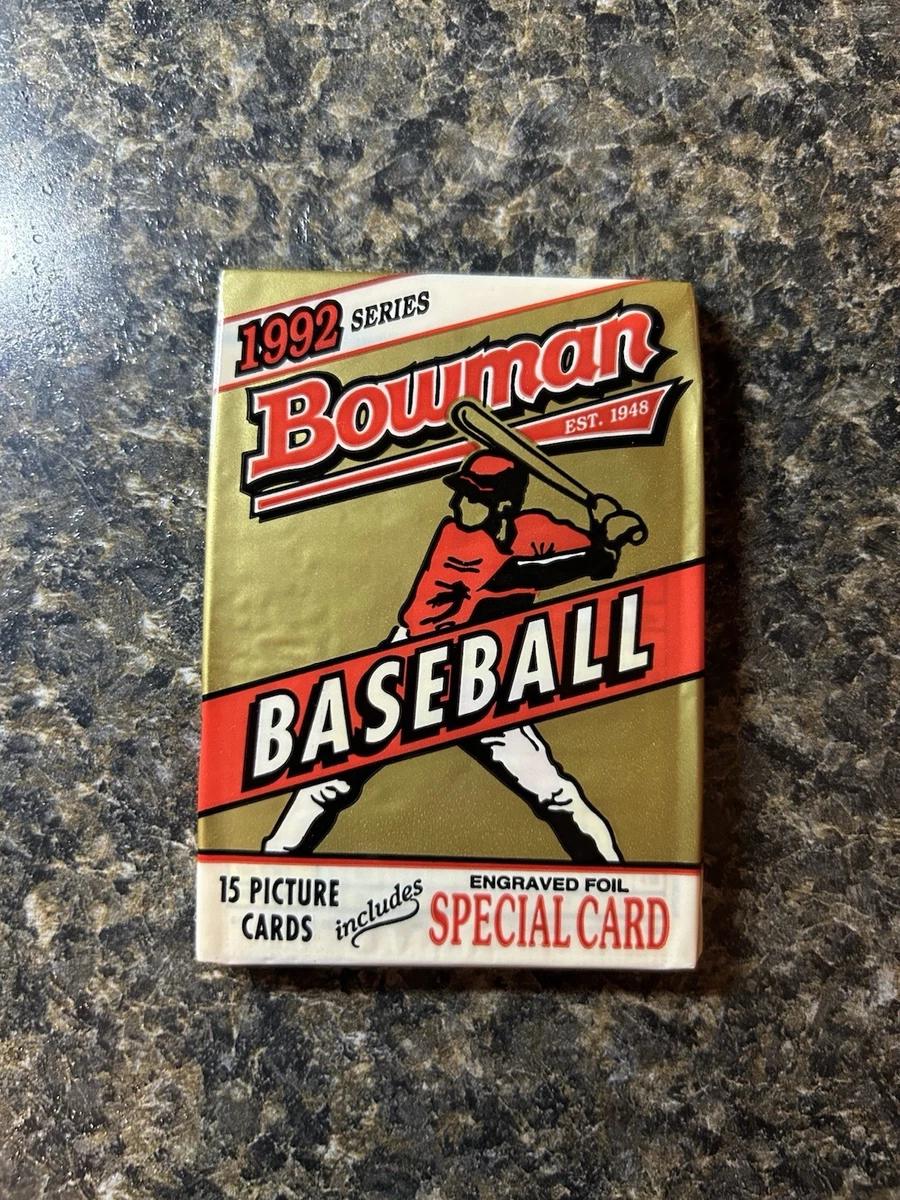 1992 SERIES
Bowman
EST. 1948
BASEBALL
15 PICTURE
CARDS
includes
ENGRAVED FOIL
SPECIAL CARD